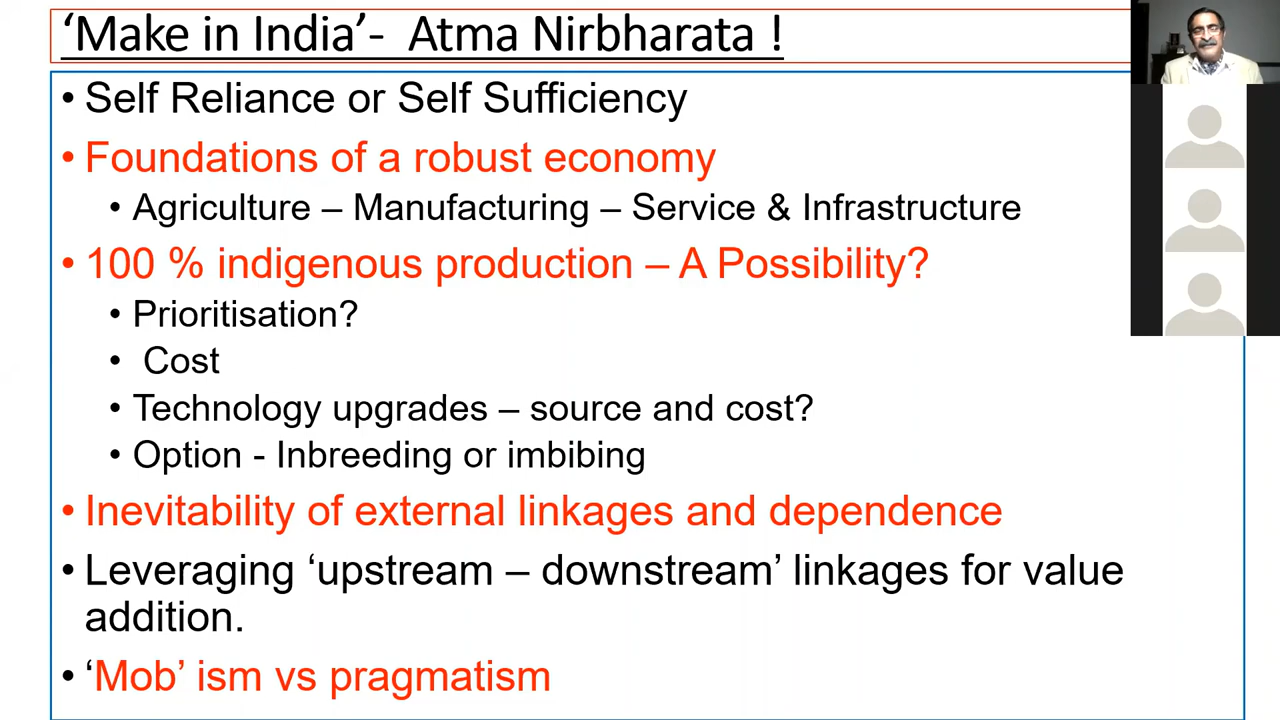 ‘Make in India’-  Atma Nirbharata !
• Self Reliance or Self Sufficiency
• Foundations of a robust economy
• Agriculture – Manufacturing – Service & Infrastructure
• 100 % indigenous production – A Possibility?
• Prioritisation?
• Cost
• Technology upgrades – source and cost?
• Option - Inbreeding or imbibing
• Inevitability of external linkages and dependence
• Leveraging ‘upstream – downstream’ linkages for value
addition.
• ‘Mob’ ism vs pragmatism